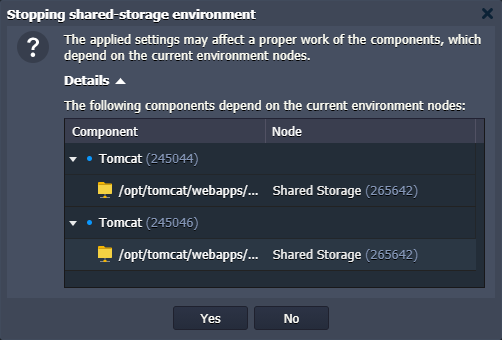 Stopping shared-storage environment
The applied settings may affect a proper work of the components, which
depend on the current environment nodes.
Details
The following components depend on the current environment nodes:
Component Node
Tomcat (245044)
/opt/tomcat/webapps/... Shared Storage (265642)
Tomcat (245046)
/opt/tomcat/webapps/... Shared Storage (265642)
Yes No